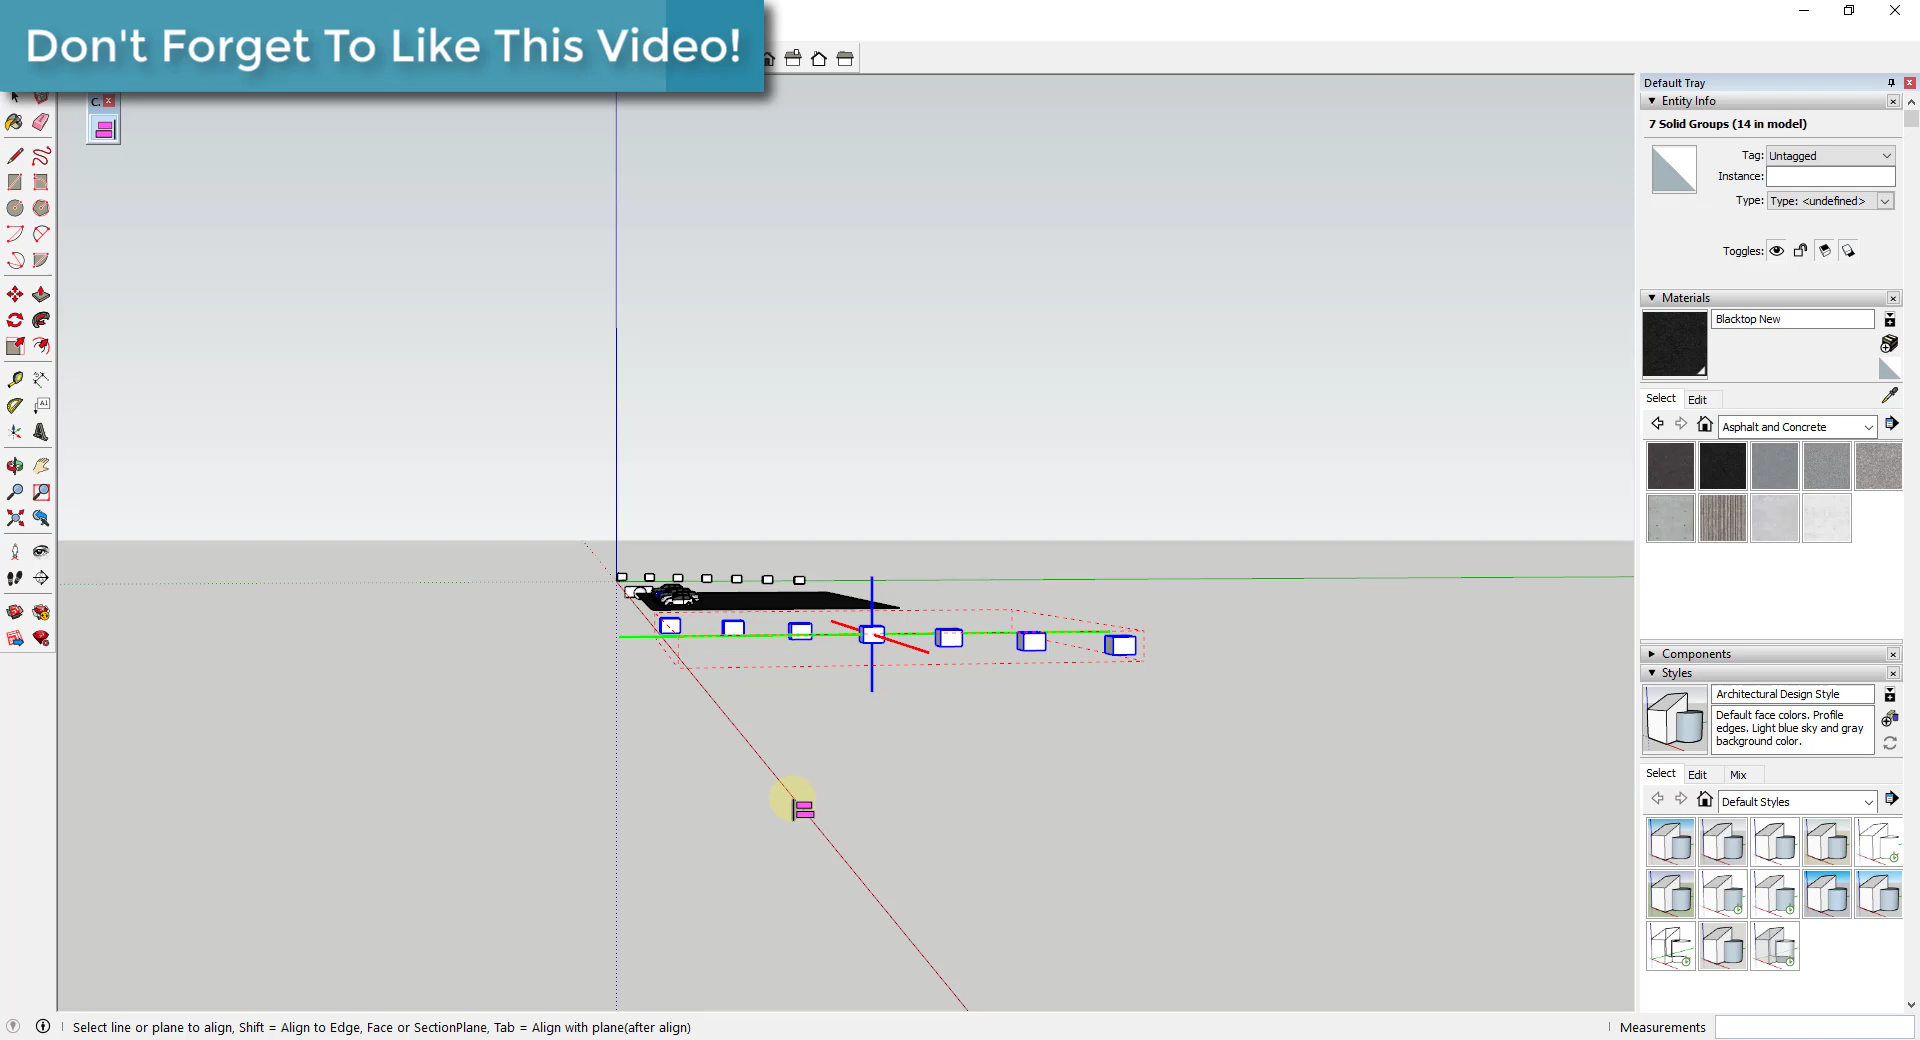 Don't Forget To Like This Video!
C.
Default Tray
Entity Info
7 Solid Groups (14 in model)
Tag: Untagged
Instance:
Type: Type: <undefined>
Toggles:
Materials
Blacktop New
Select Edit
Asphalt and Concrete
Components
Styles
Architectural Design Style
Default face colors. Profile
edges. Light blue sky and gray
background color.
Select Edit Mix
Default Styles
Select line or plane to align, Shift = Align to Edge, Face or SectionPlane, Tab = Align with plane(after align)
Measurements